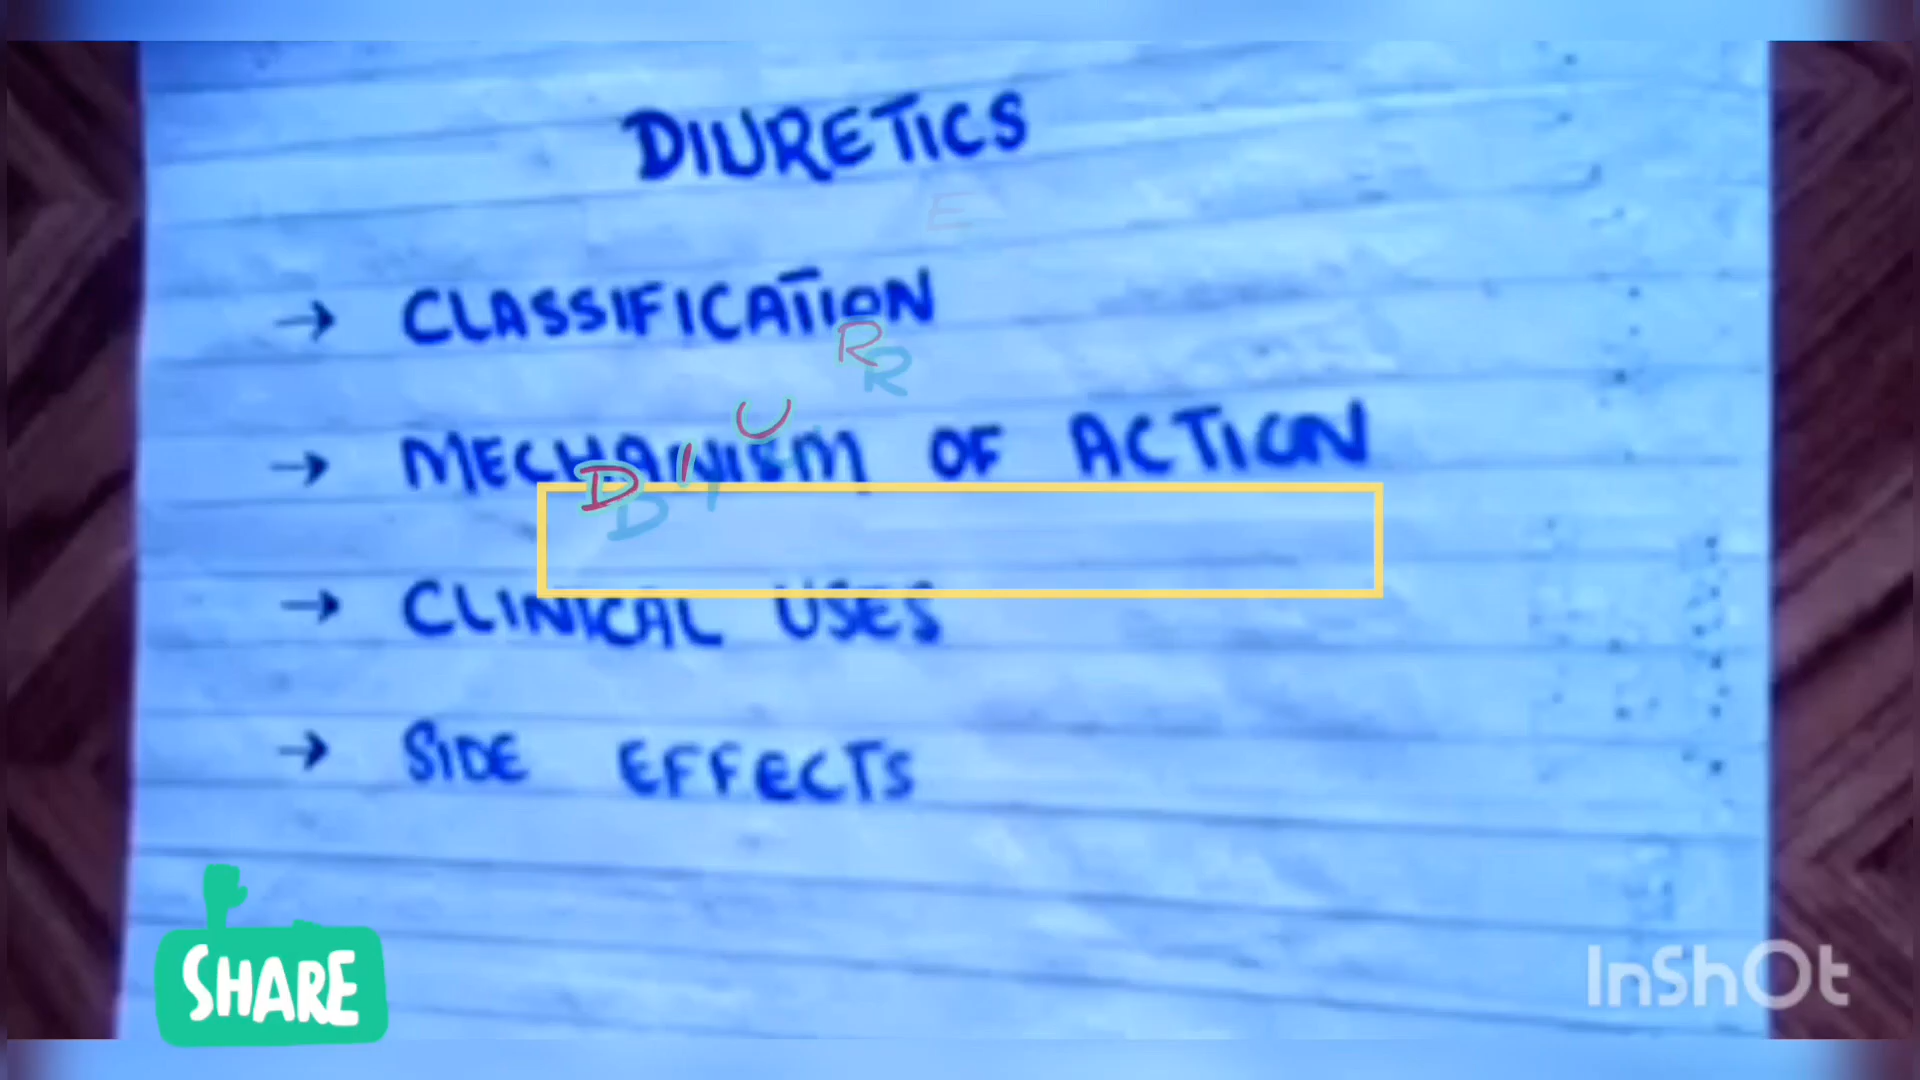 DIURETICS
→ CLASSIFICATION
→ MECHANISM OF ACTION
→ CLINICAL USES
→ SIDE EFFECTS
D I U R E
SHARE
InShOt